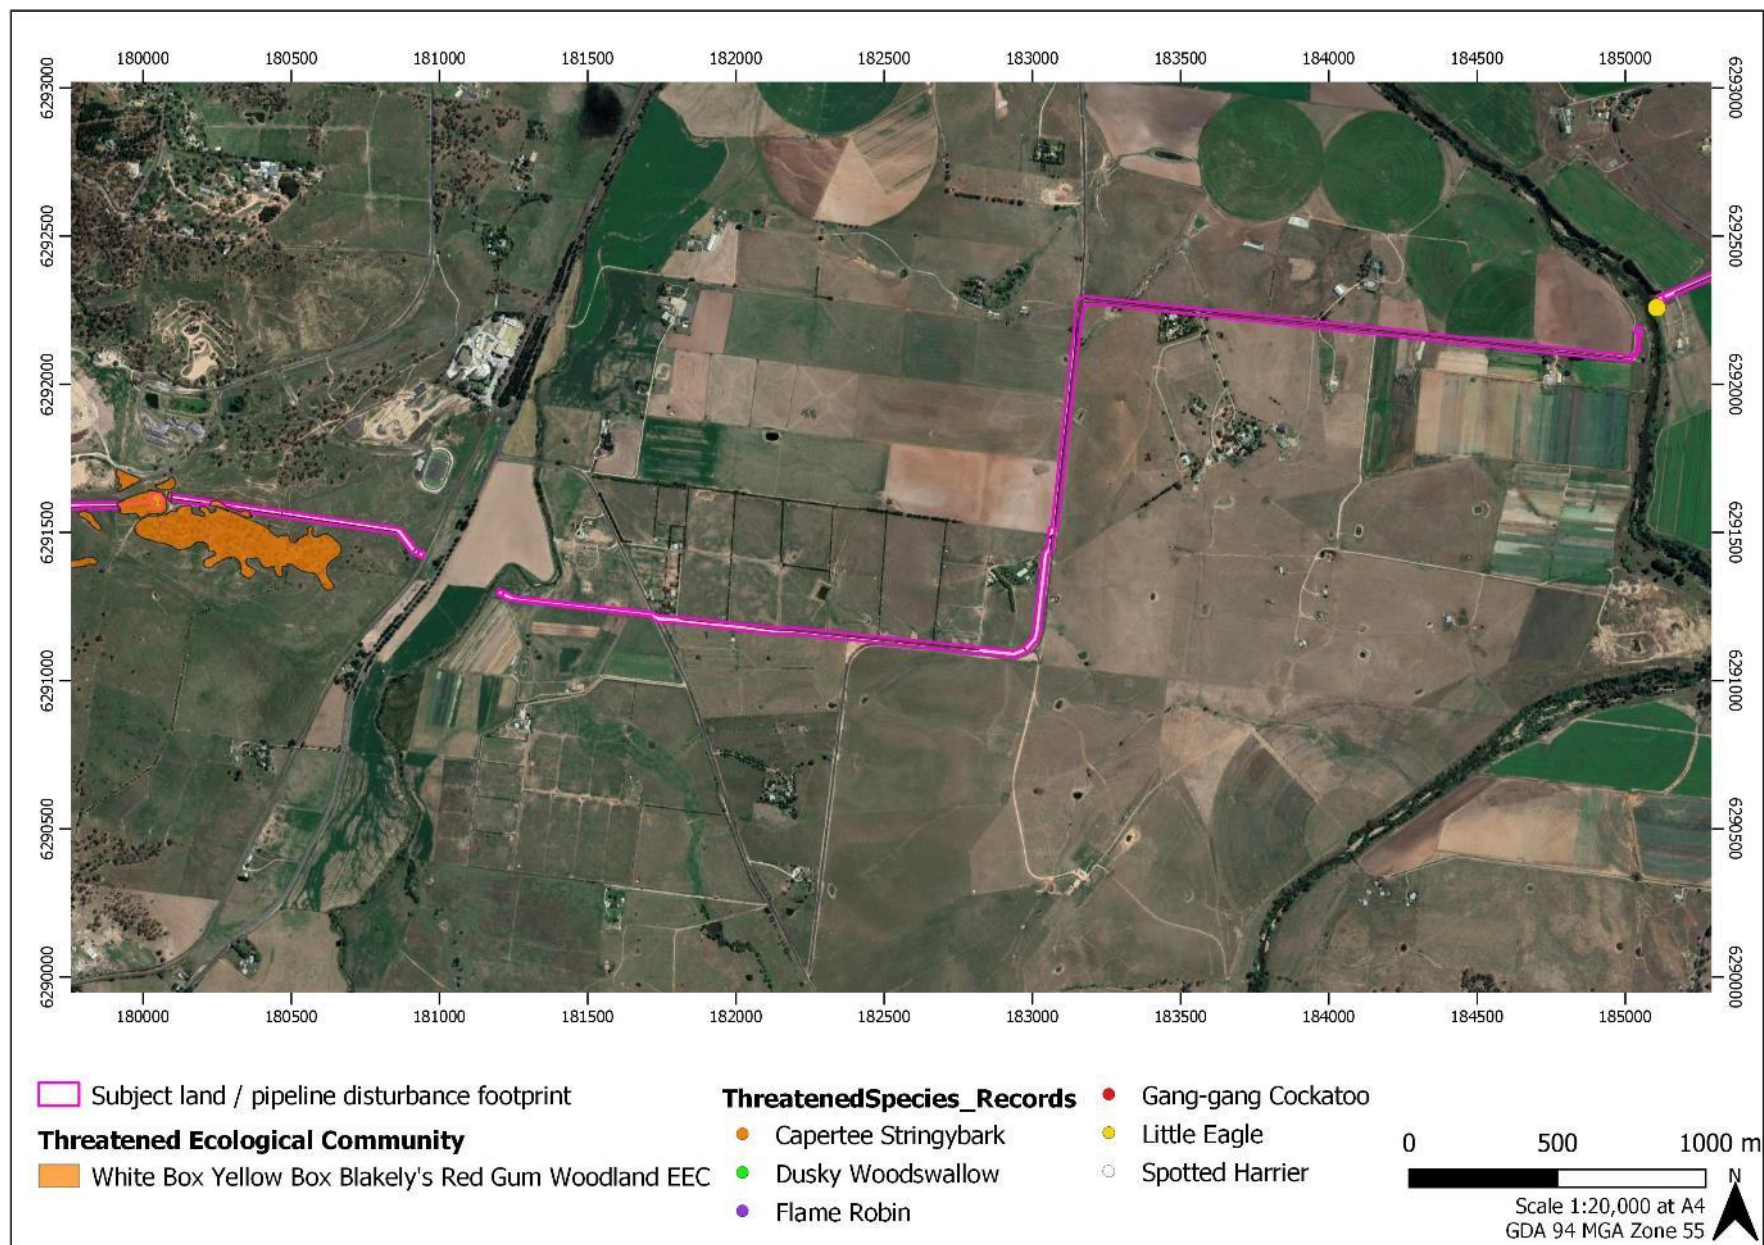 180000 180500 181000 181500 182000 182500 183000 183500 184000 184500 185000
6293000 6293000
6292500 6292500
6292000 6292000
6291500 6291500
6291000 6291000
6290500 6290500
6290000 6290000
180000 180500 181000 181500 182000 182500 183000 183500 184000 184500 185000
Subject land / pipeline disturbance footprint
Threatened Ecological Community
White Box Yellow Box Blakely's Red Gum Woodland EEC
ThreatenedSpecies_Records
Capertee Stringybark
Dusky Woodswallow
Flame Robin
Gang-gang Cockatoo
Little Eagle
Spotted Harrier
0 500 1000 m
N
Scale 1:20,000 at A4
GDA 94 MGA Zone 55